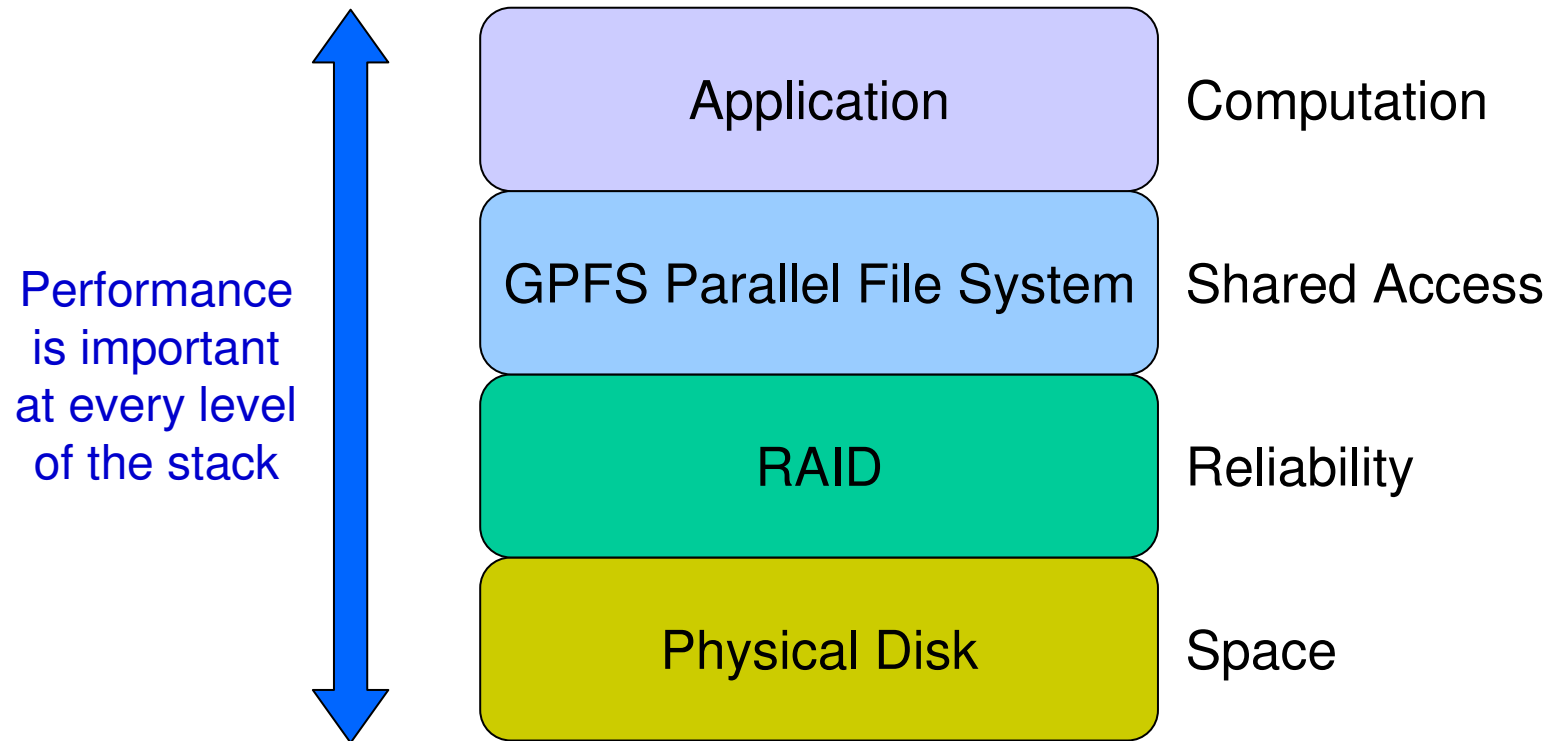 Performance
is important
at every level
of the stack
Application
Computation
GPFS Parallel File System
Shared Access
RAID
Reliability
Physical Disk
Space